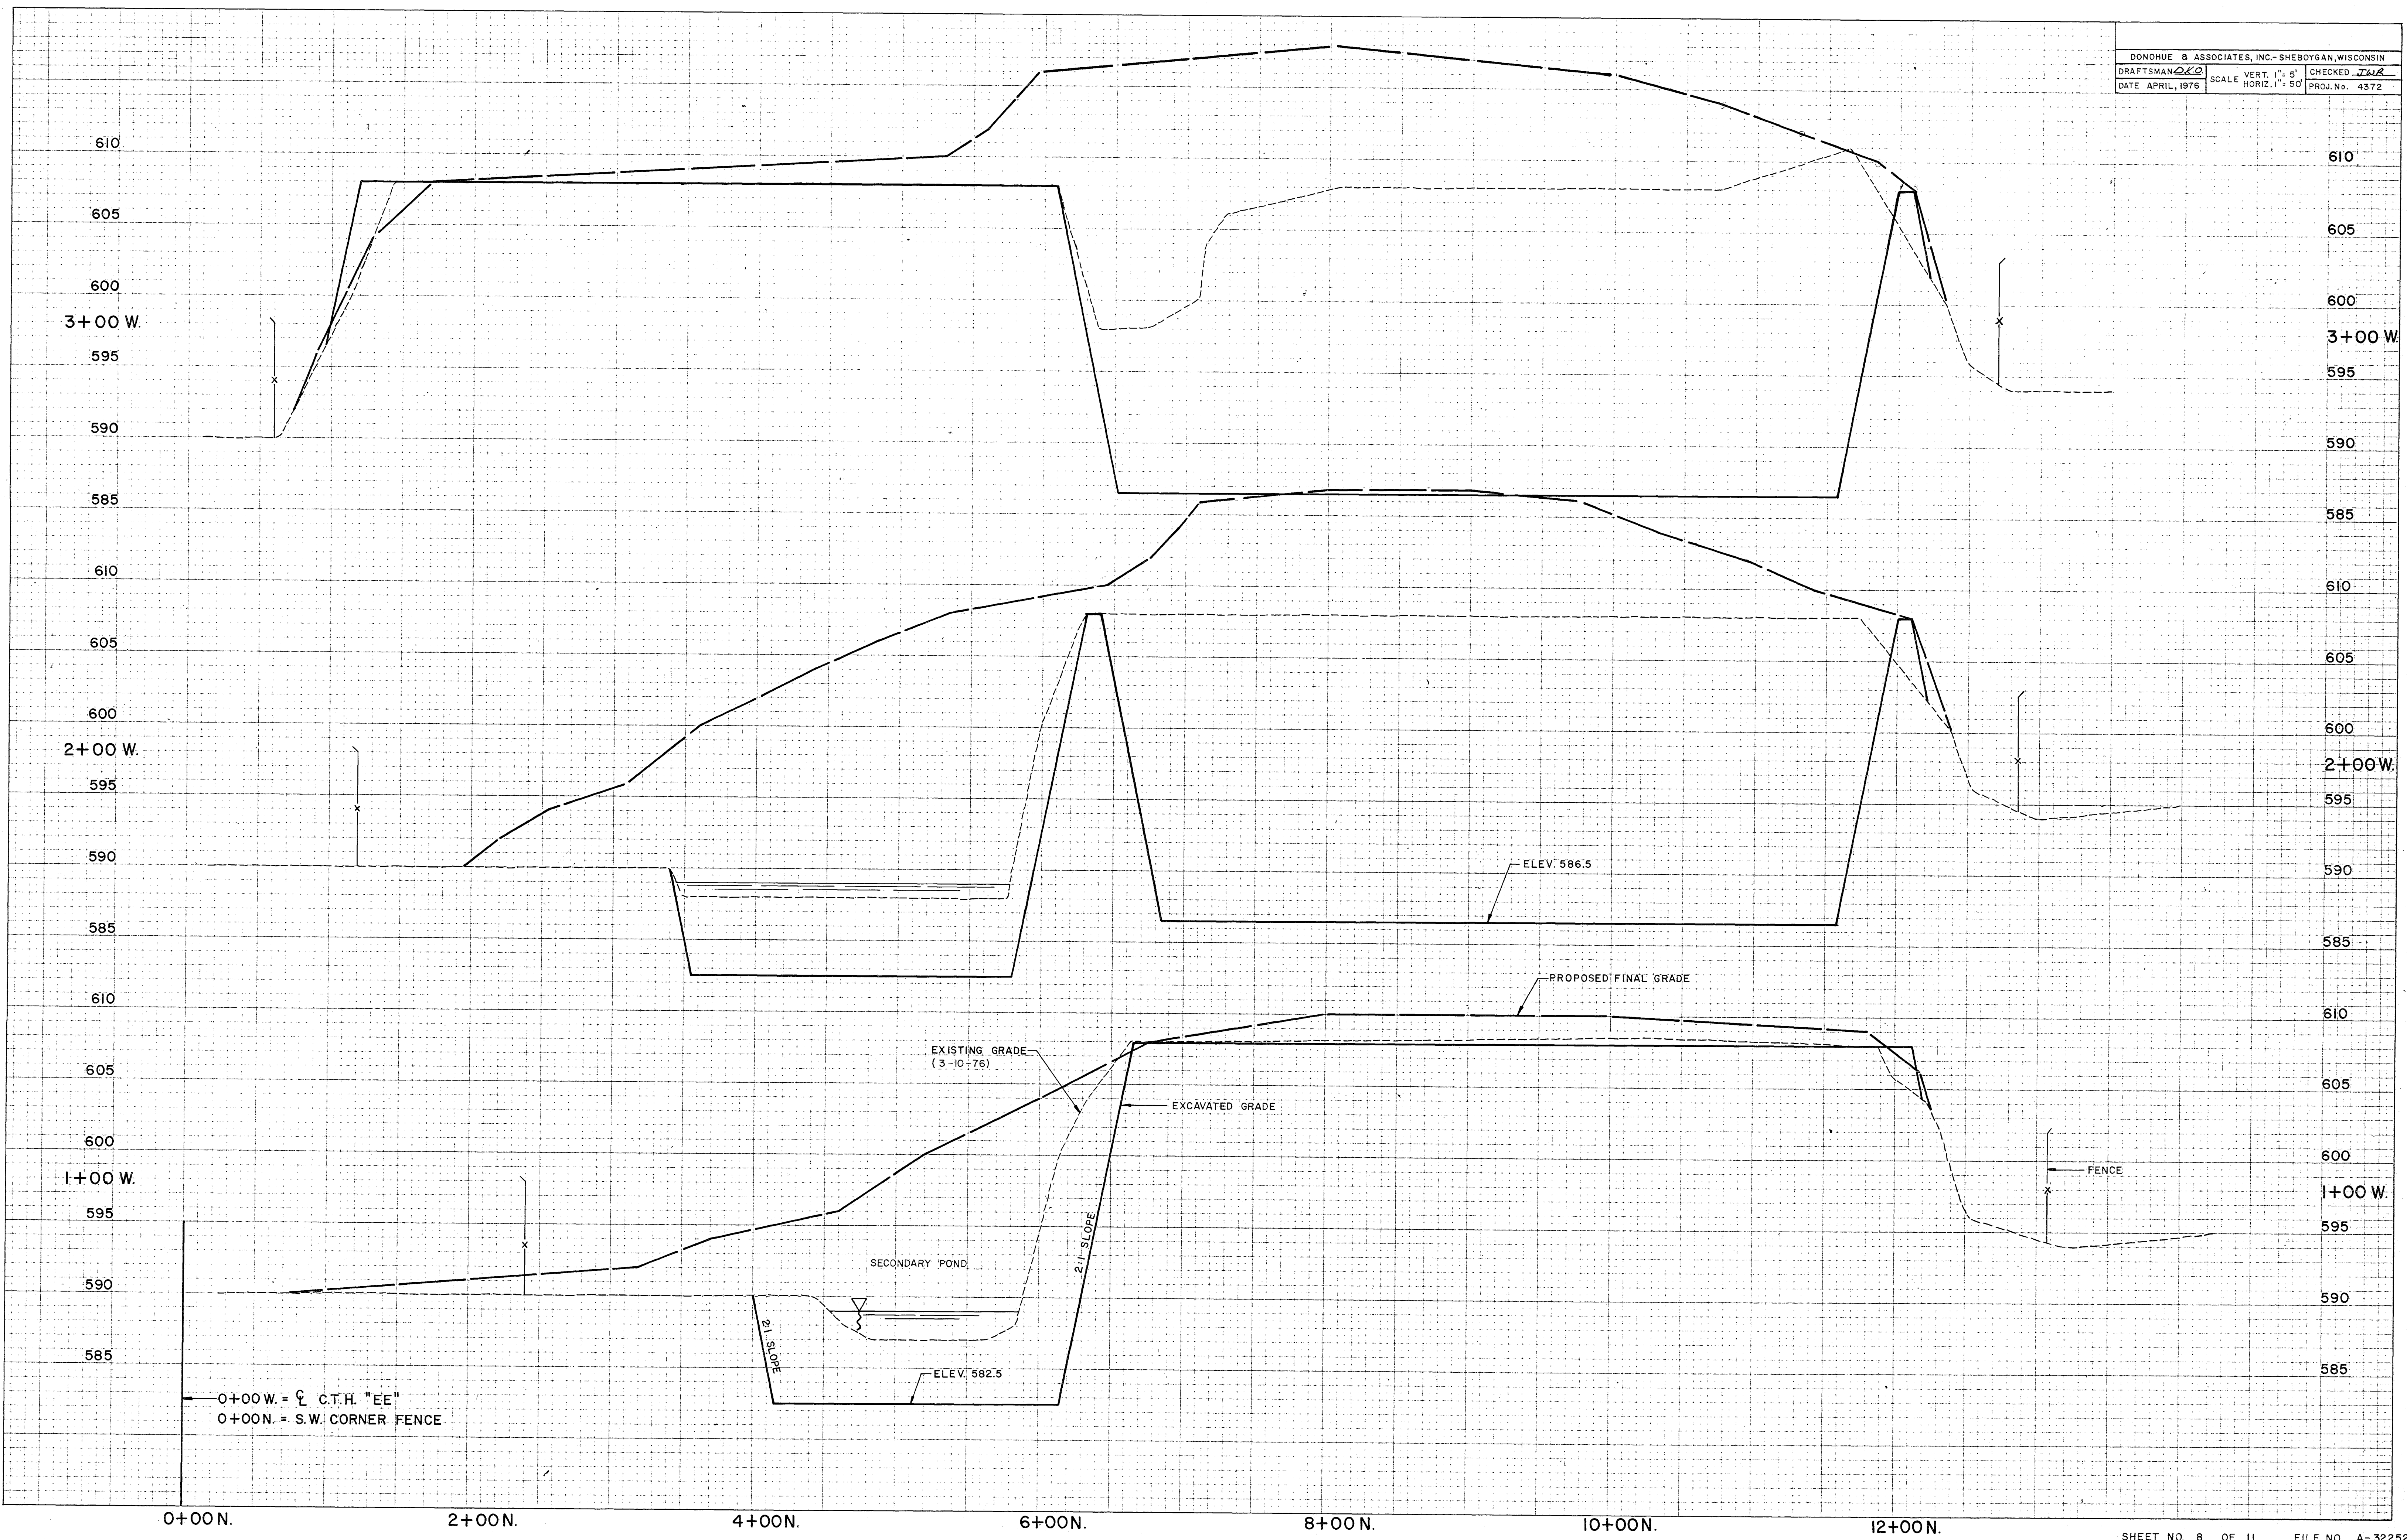 DONOHUE & ASSOCIATES, INC.-SHEBOYGAN, WISCONSIN
DRAFTSMAN DKO
SCALE VERT. 1"= 5'
HORIZ. 1"= 50'
CHECKED JWR
DATE APRIL, 1976
PROJ. No. 4372
610
610
605
605
600
600
3+00 W.
3+00 W.
595
595
590
590
585
585
610
610
605
605
600
600
2+00 W.
2+00 W.
595
595
590
ELEV. 586.5
590
585
585
PROPOSED FINAL GRADE
610
610
EXISTING GRADE
(3-10-76)
605
605
EXCAVATED GRADE
600
600
FENCE
1+00 W.
1+00 W.
595
595
2:1 SLOPE
SECONDARY POND
590
590
2:1 SLOPE
585
585
ELEV. 582.5
0+00 W. = ℄ C.T.H. "EE"
0+00 N. = S.W. CORNER FENCE
0+00 N. 2+00 N. 4+00 N. 6+00 N. 8+00 N. 10+00 N. 12+00 N.
SHEET NO. 8 OF 11 FILE NO. A-32252